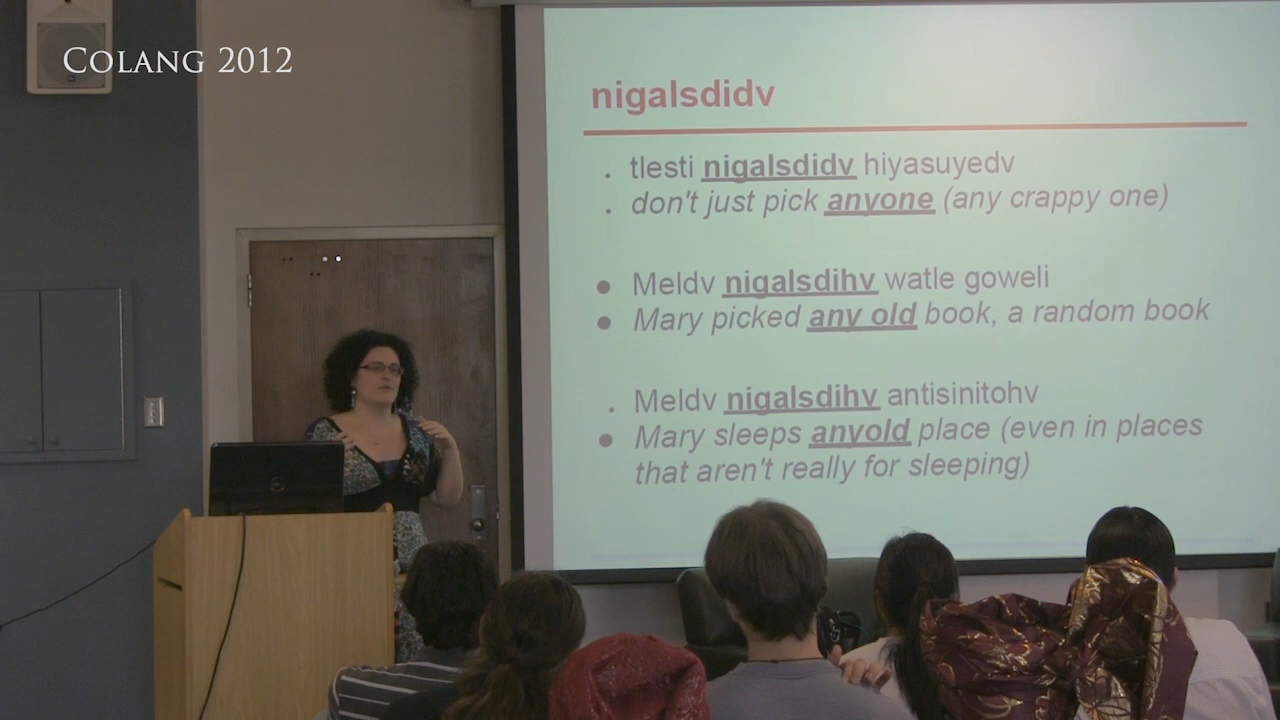 COLANG 2012
nigalsdidv
. tlesti nigalsdidv hiyasuyedv
. don't just pick anyone (any crappy one)
● Meldv nigalsdihv watle goweli
● Mary picked any old book, a random book
. Meldv nigalsdihv antisinitohv
● Mary sleeps anyold place (even in places
that aren't really for sleeping)